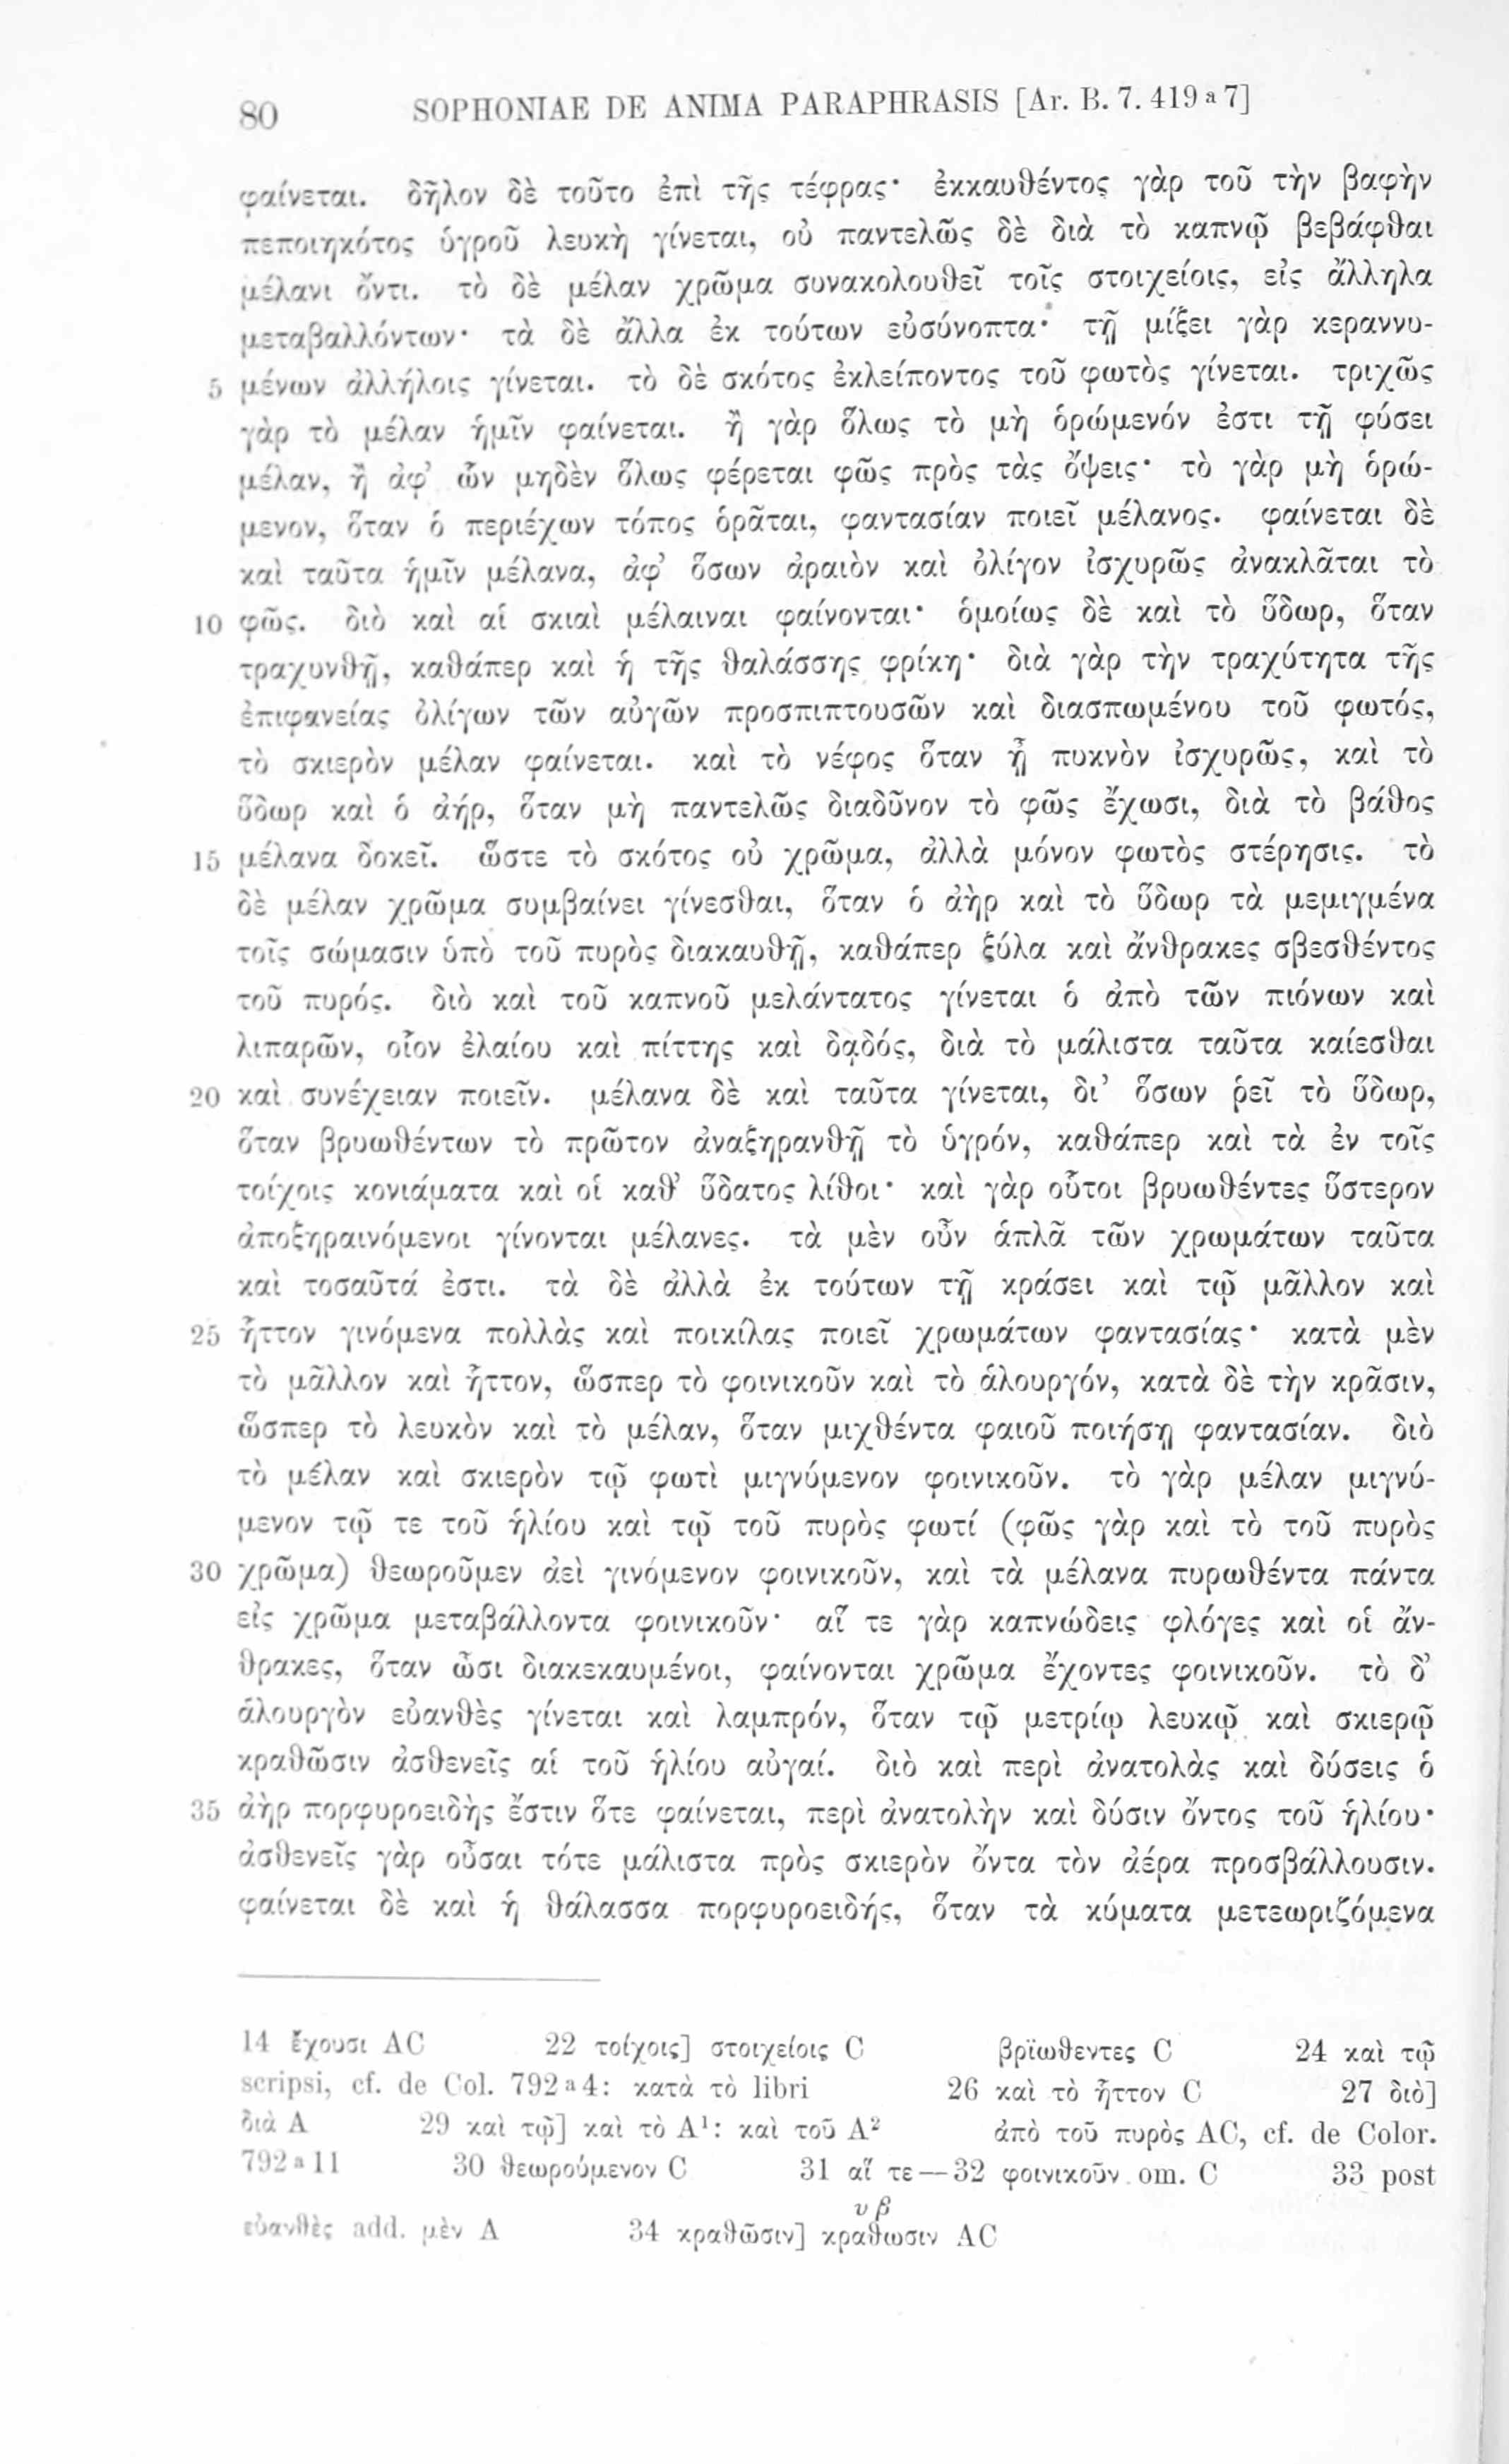 80 SOPHONIAE DE ANIMA PARAPHRASIS [Ar. B. 7. 419 a 7]
φαίνεται. δῆλον δὲ τοῦτο ἐπὶ τῆς τέφρας· ἐκκαυθέντος γὰρ τοῦ τὴν βαφὴν
πεποιηκότος ὑγροῦ λευκὴ γίνεται, οὐ παντελῶς δὲ διὰ τὸ καπνῷ βεβάφθαι
μέλανι ὄντι. τὸ δὲ μέλαν χρῶμα συνακολουθεῖ τοῖς στοιχείοις, εἰς ἄλληλα
μεταβαλλόντων· τὰ δὲ ἄλλα ἐκ τούτων εὐσύνοπτα· τῇ μίξει γὰρ κεραννυ-
5 μένων ἀλλήλοις γίνεται. τὸ δὲ σκότος ἐκλείποντος τοῦ φωτὸς γίνεται. τριχῶς
γὰρ τὸ μέλαν ἡμῖν φαίνεται. ἢ γὰρ ὅλως τὸ μὴ ὁρώμενόν ἐστι τῇ φύσει
μέλαν, ἢ ἀφ’ ὧν μηδὲν ὅλως φέρεται φῶς πρὸς τὰς ὄψεις· τὸ γὰρ μὴ ὁρώ-
μενον, ὅταν ὁ περιέχων τόπος ὁρᾶται, φαντασίαν ποιεῖ μέλανος. φαίνεται δὲ
καὶ ταῦτα ἡμῖν μέλανα, ἀφ’ ὅσων ἀραιὸν καὶ ὀλίγον ἰσχυρῶς ἀνακλᾶται τὸ
10 φῶς. διὸ καὶ αἱ σκιαὶ μέλαιναι φαίνονται· ὁμοίως δὲ καὶ τὸ ὕδωρ, ὅταν
τραχυνθῇ, καθάπερ καὶ ἡ τῆς θαλάσσης φρίκη· διὰ γὰρ τὴν τραχύτητα τῆς
ἐπιφανείας ὀλίγων τῶν αὐγῶν προσπιπτουσῶν καὶ διασπωμένου τοῦ φωτός,
τὸ σκιερὸν μέλαν φαίνεται. καὶ τὸ νέφος ὅταν ᾖ πυκνὸν ἰσχυρῶς, καὶ τὸ
ὕδωρ καὶ ὁ ἀήρ, ὅταν μὴ παντελῶς διαδῦνον τὸ φῶς ἔχωσι, διὰ τὸ βάθος
15 μέλανα δοκεῖ. ὥστε τὸ σκότος οὐ χρῶμα, ἀλλὰ μόνον φωτὸς στέρησις. τὸ
δὲ μέλαν χρῶμα συμβαίνει γίνεσθαι, ὅταν ὁ ἀὴρ καὶ τὸ ὕδωρ τὰ μεμιγμένα
τοῖς σώμασιν ὑπὸ τοῦ πυρὸς διακαυθῇ, καθάπερ ξύλα καὶ ἄνθρακες σβεσθέντος
τοῦ πυρός. διὸ καὶ τοῦ καπνοῦ μελάντατος γίνεται ὁ ἀπὸ τῶν πιόνων καὶ
λιπαρῶν, οἷον ἐλαίου καὶ πίττης καὶ δᾳδός, διὰ τὸ μάλιστα ταῦτα καίεσθαι
20 καὶ συνέχειαν ποιεῖν. μέλανα δὲ καὶ ταῦτα γίνεται, δι’ ὅσων ῥεῖ τὸ ὕδωρ,
ὅταν βρυωθέντων τὸ πρῶτον ἀναξηρανθῇ τὸ ὑγρόν, καθάπερ καὶ τὰ ἐν τοῖς
τοίχοις κονιάματα καὶ οἱ καθ’ ὕδατος λίθοι· καὶ γὰρ οὗτοι βρυωθέντες ὕστερον
ἀποξηραινόμενοι γίνονται μέλανες. τὰ μὲν οὖν ἁπλᾶ τῶν χρωμάτων ταῦτα
καὶ τοσαῦτά ἐστι. τὰ δὲ ἀλλὰ ἐκ τούτων τῇ κράσει καὶ τῷ μᾶλλον καὶ
25 ἧττον γινόμενα πολλὰς καὶ ποικίλας ποιεῖ χρωμάτων φαντασίας· κατὰ μὲν
τὸ μᾶλλον καὶ ἧττον, ὥσπερ τὸ φοινικοῦν καὶ τὸ ἁλουργόν, κατὰ δὲ τὴν κρᾶσιν,
ὥσπερ τὸ λευκὸν καὶ τὸ μέλαν, ὅταν μιχθέντα φαιοῦ ποιήσῃ φαντασίαν. διὸ
τὸ μέλαν καὶ σκιερὸν τῷ φωτὶ μιγνύμενον φοινικοῦν. τὸ γὰρ μέλαν μιγνύ-
μενον τῷ τε τοῦ ἡλίου καὶ τῷ τοῦ πυρὸς φωτί (φῶς γὰρ καὶ τὸ τοῦ πυρὸς
30 χρῶμα) θεωροῦμεν ἀεὶ γινόμενον φοινικοῦν, καὶ τὰ μέλανα πυρωθέντα πάντα
εἰς χρῶμα μεταβάλλοντα φοινικοῦν· αἵ τε γὰρ καπνώδεις φλόγες καὶ οἱ ἄν-
θρακες, ὅταν ὦσι διακεκαυμένοι, φαίνονται χρῶμα ἔχοντες φοινικοῦν. τὸ δ’
ἁλουργὸν εὐανθὲς γίνεται καὶ λαμπρόν, ὅταν τῷ μετρίῳ λευκῷ καὶ σκιερῷ
κραθῶσιν ἀσθενεῖς αἱ τοῦ ἡλίου αὐγαί. διὸ καὶ περὶ ἀνατολὰς καὶ δύσεις ὁ
35 ἀὴρ πορφυροειδὴς ἔστιν ὅτε φαίνεται, περὶ ἀνατολὴν καὶ δύσιν ὄντος τοῦ ἡλίου·
ἀσθενεῖς γὰρ οὖσαι τότε μάλιστα πρὸς σκιερὸν ὄντα τὸν ἀέρα προσβάλλουσιν.
φαίνεται δὲ καὶ ἡ θάλασσα πορφυροειδής, ὅταν τὰ κύματα μετεωριζόμενα
14 ἔχουσι AC 22 τοίχοις] στοιχείοις C βρϊωθεντες C 24 καὶ τῷ
scripsi, cf. de Col. 792 a 4: κατὰ τὸ libri 26 καὶ τὸ ἧττον C 27 διὸ]
διὰ A 29 καὶ τῷ] καὶ τὸ A¹: καὶ τοῦ A² ἀπὸ τοῦ πυρὸς AC, cf. de Color.
792 a 11 30 θεωρούμενον C 31 αἵ τε — 32 φοινικοῦν om. C 33 post
υ β
εὐανθὲς add. μὲν A 34 κραθῶσιν] κραθωσιν AC